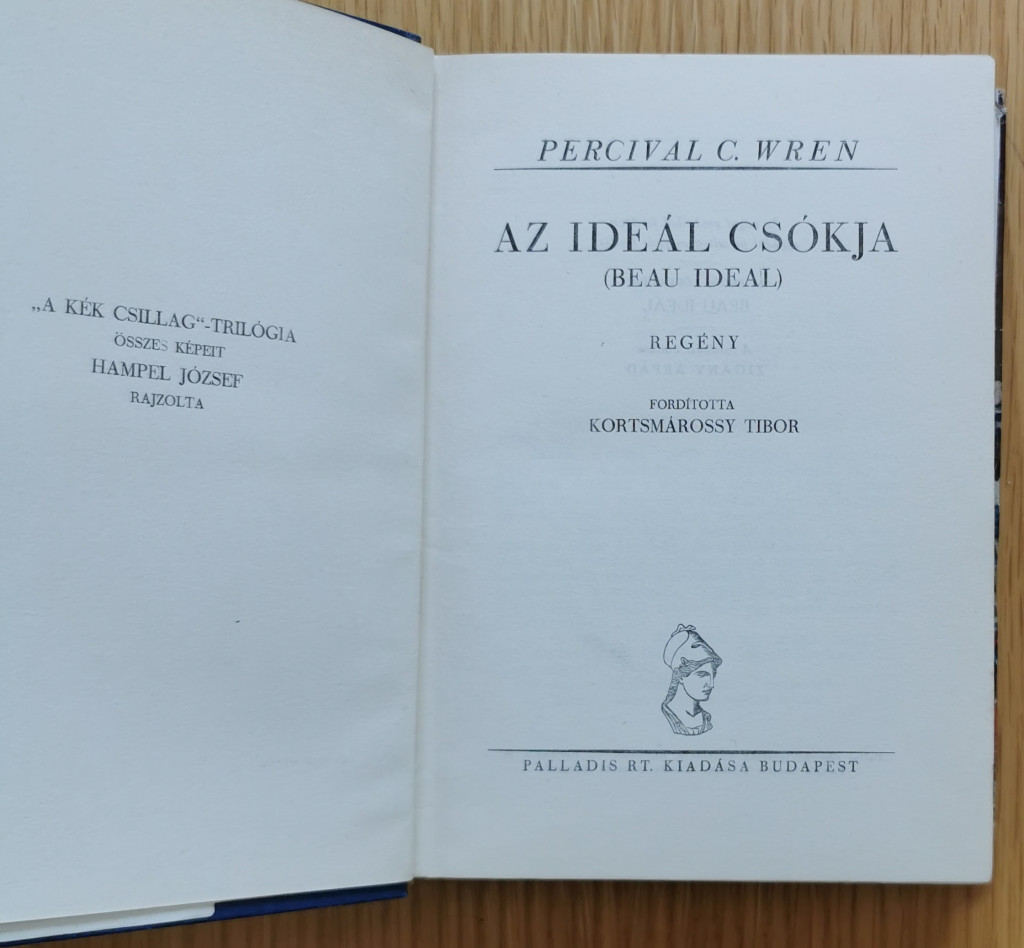 „A KÉK CSILLAG“-TRILÓGIA
ÖSSZES KÉPEIT
HAMPEL JÓZSEF
RAJZOLTA
PERCIVAL C. WREN
AZ IDEÁL CSÓKJA
(BEAU IDEAL)
REGÉNY
FORDÍTOTTA
KORTSMÁROSSY TIBOR
PALLADIS RT. KIADÁSA BUDAPEST